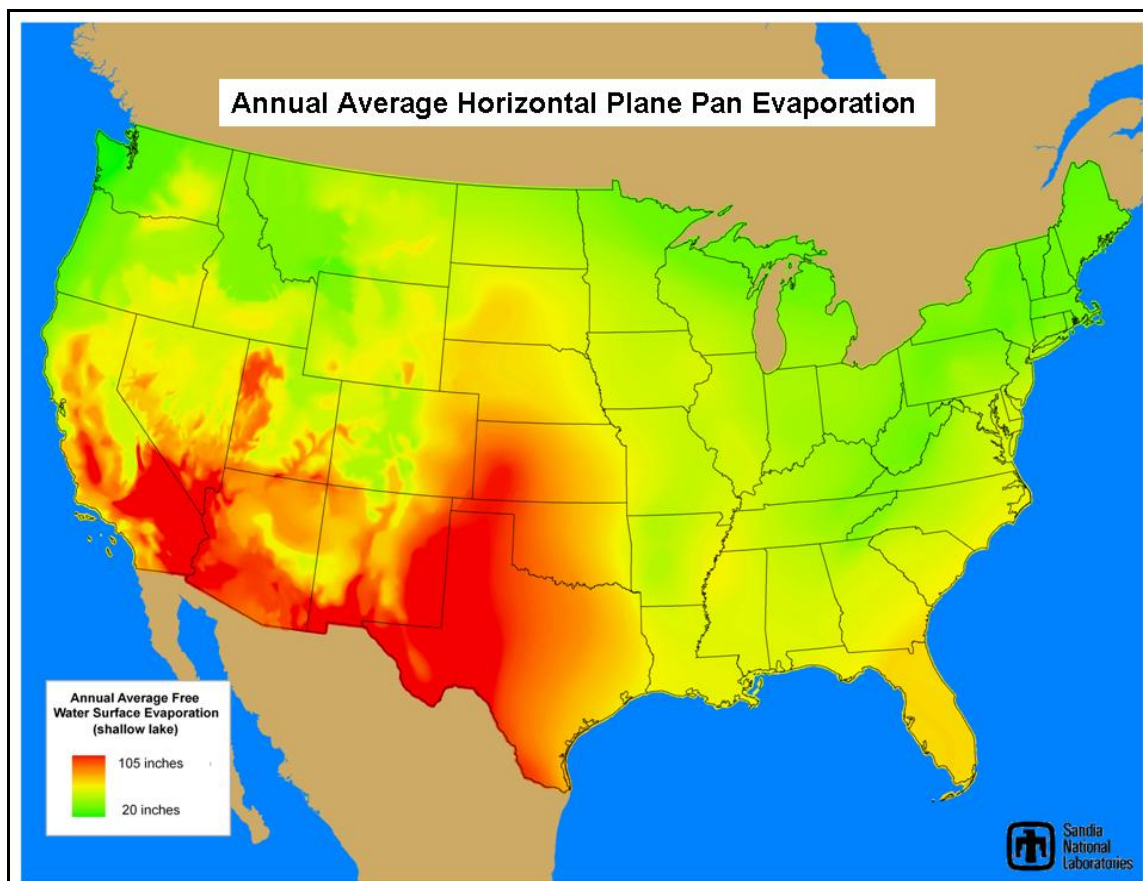 Annual Average Horizontal Plane Pan Evaporation
Annual Average Free
Water Surface Evaporation
(shallow lake)
105 inches
20 inches
Sandia
National
Laboratories